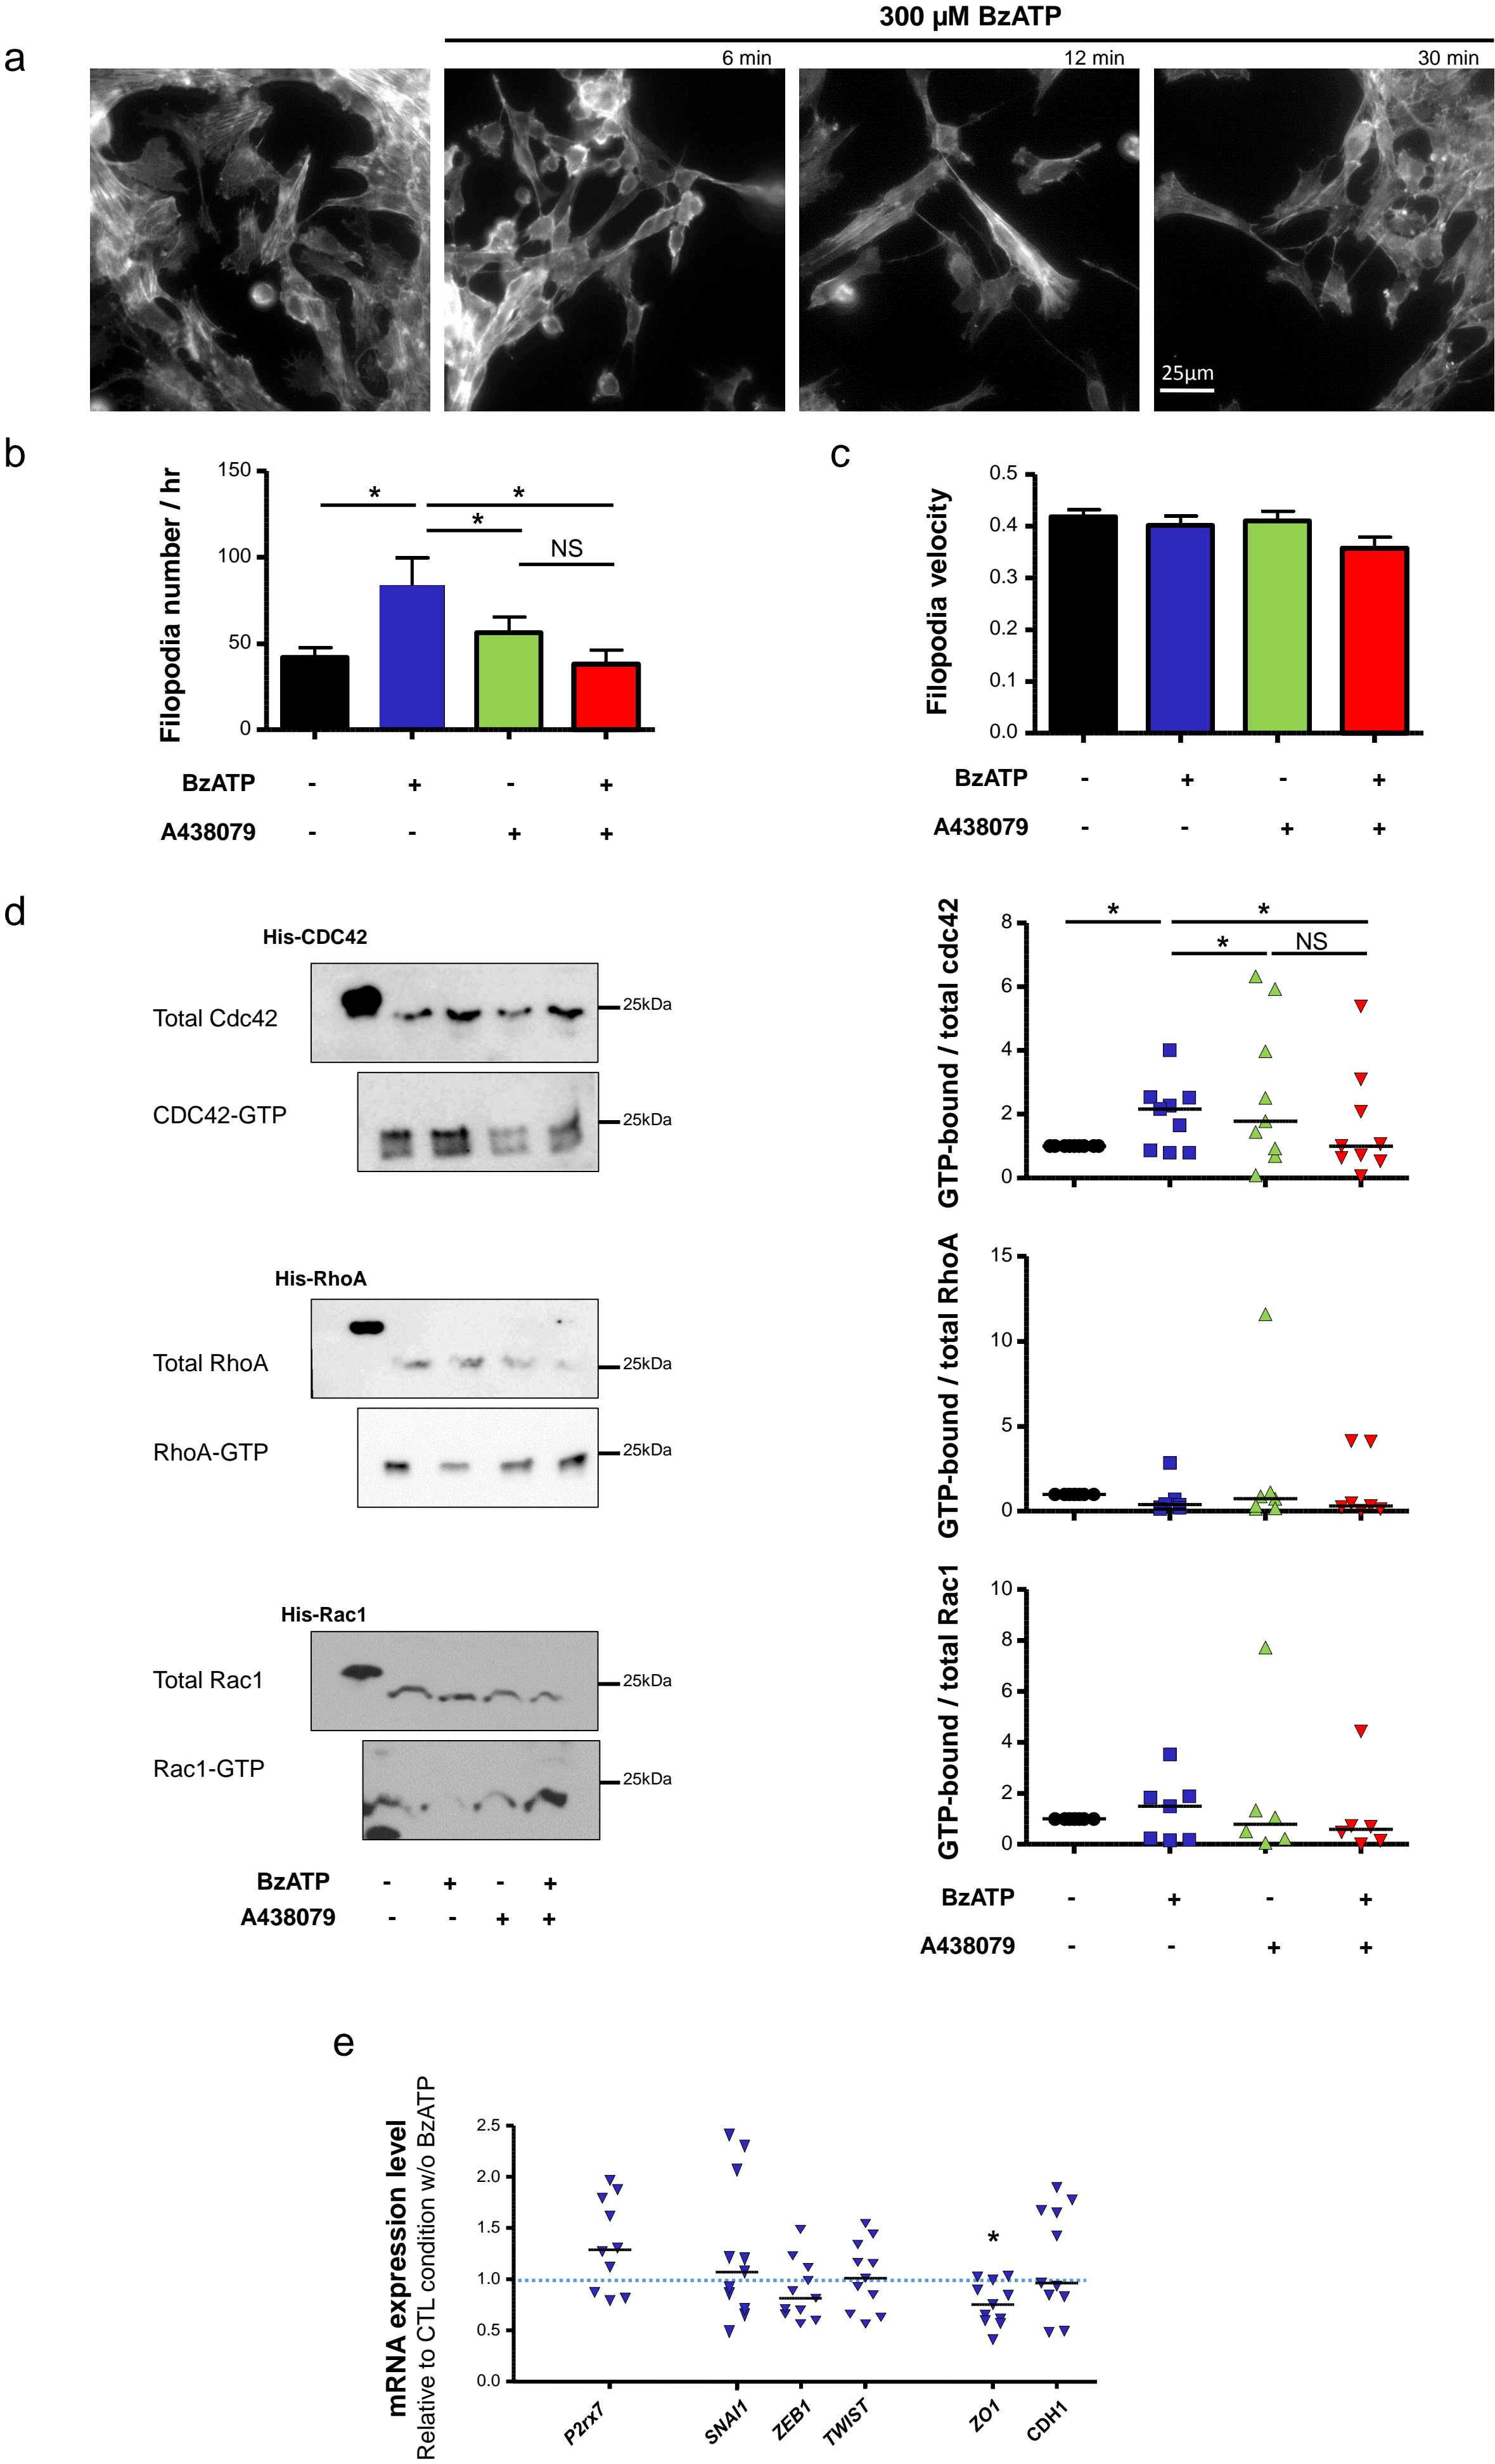 300 µM BzATP
a
6 min
12 min
30 min
25µm
b
Filopodia number / hr
150
100
50
0
*
*
*
NS
BzATP - + - +
A438079 - - + +
c
Filopodia velocity
0.5
0.4
0.3
0.2
0.1
0.0
BzATP - + - +
A438079 - - + +
d
His-CDC42
Total Cdc42
25kDa
CDC42-GTP
25kDa
His-RhoA
Total RhoA
25kDa
RhoA-GTP
25kDa
His-Rac1
Total Rac1
25kDa
Rac1-GTP
25kDa
BzATP - + - +
A438079 - - + +
GTP-bound / total cdc42
8
6
4
2
0
*
*
*
NS
GTP-bound / total RhoA
15
10
5
0
GTP-bound / total Rac1
10
8
6
4
2
0
BzATP - + - +
A438079 - - + +
e
mRNA expression level
Relative to CTL condition w/o BzATP
2.5
2.0
1.5
1.0
0.5
0.0
*
P2rx7
SNAI1
ZEB1
TWIST
ZO1
CDH1